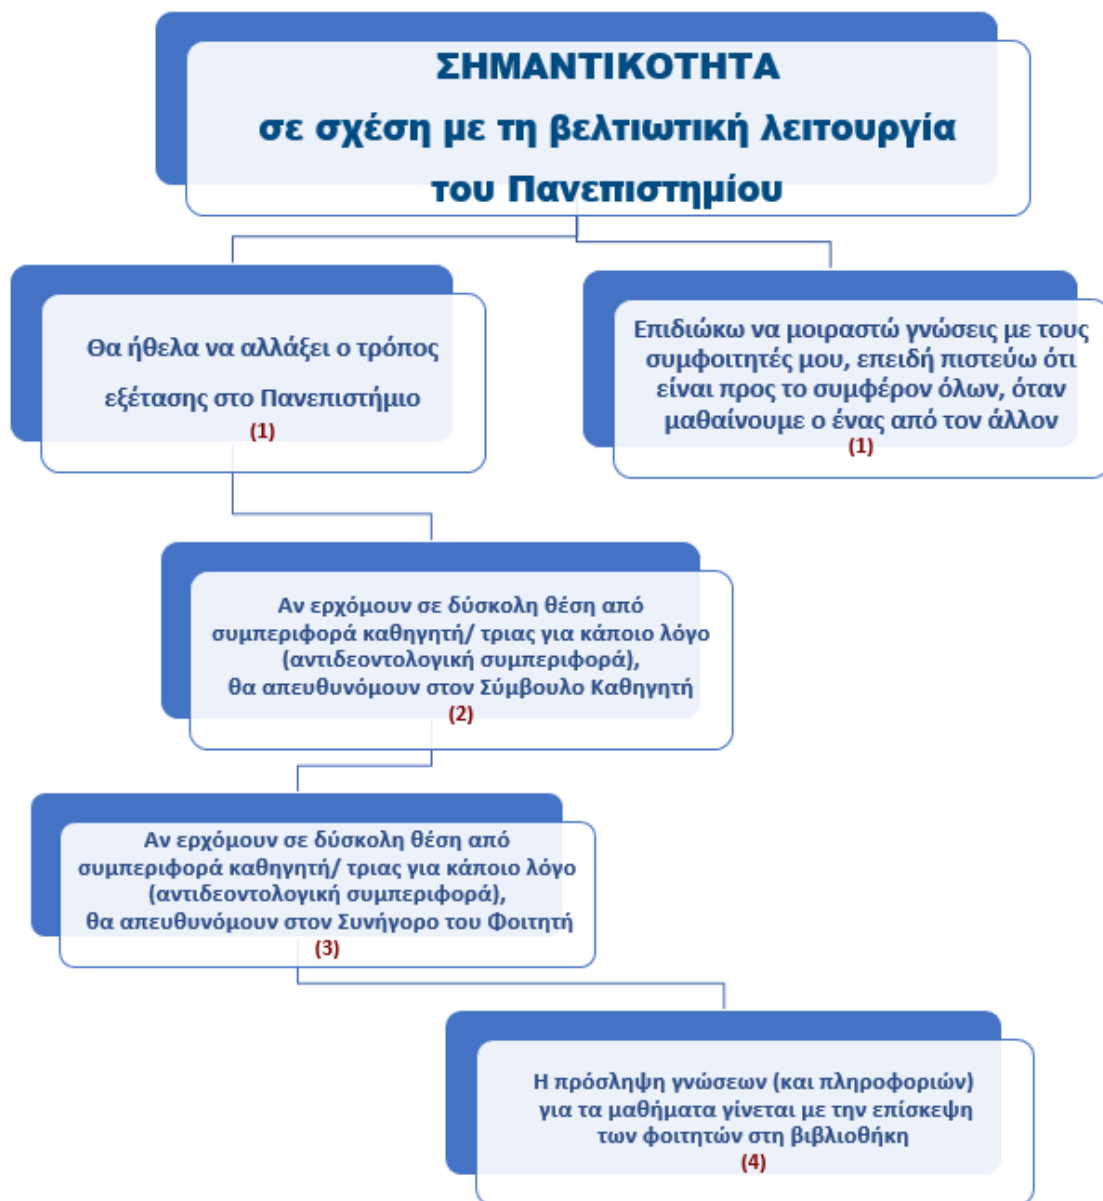 ΣΗΜΑΝΤΙΚΟΤΗΤΑ
σε σχέση με τη βελτιωτική λειτουργία
του Πανεπιστημίου
Θα ήθελα να αλλάξει ο τρόπος
εξέτασης στο Πανεπιστήμιο
(1)
Επιδιώκω να μοιραστώ γνώσεις με τους
συμφοιτητές μου, επειδή πιστεύω ότι
είναι προς το συμφέρον όλων, όταν
μαθαίνουμε ο ένας από τον άλλον
(1)
Αν ερχόμουν σε δύσκολη θέση από
συμπεριφορά καθηγητή/ τριας για κάποιο λόγο
(αντιδεοντολογική συμπεριφορά),
θα απευθυνόμουν στον Σύμβουλο Καθηγητή
(2)
Αν ερχόμουν σε δύσκολη θέση από
συμπεριφορά καθηγητή/ τριας για κάποιο λόγο
(αντιδεοντολογική συμπεριφορά),
θα απευθυνόμουν στον Συνήγορο του Φοιτητή
(3)
Η πρόσληψη γνώσεων (και πληροφοριών)
για τα μαθήματα γίνεται με την επίσκεψη
των φοιτητών στη βιβλιοθήκη
(4)